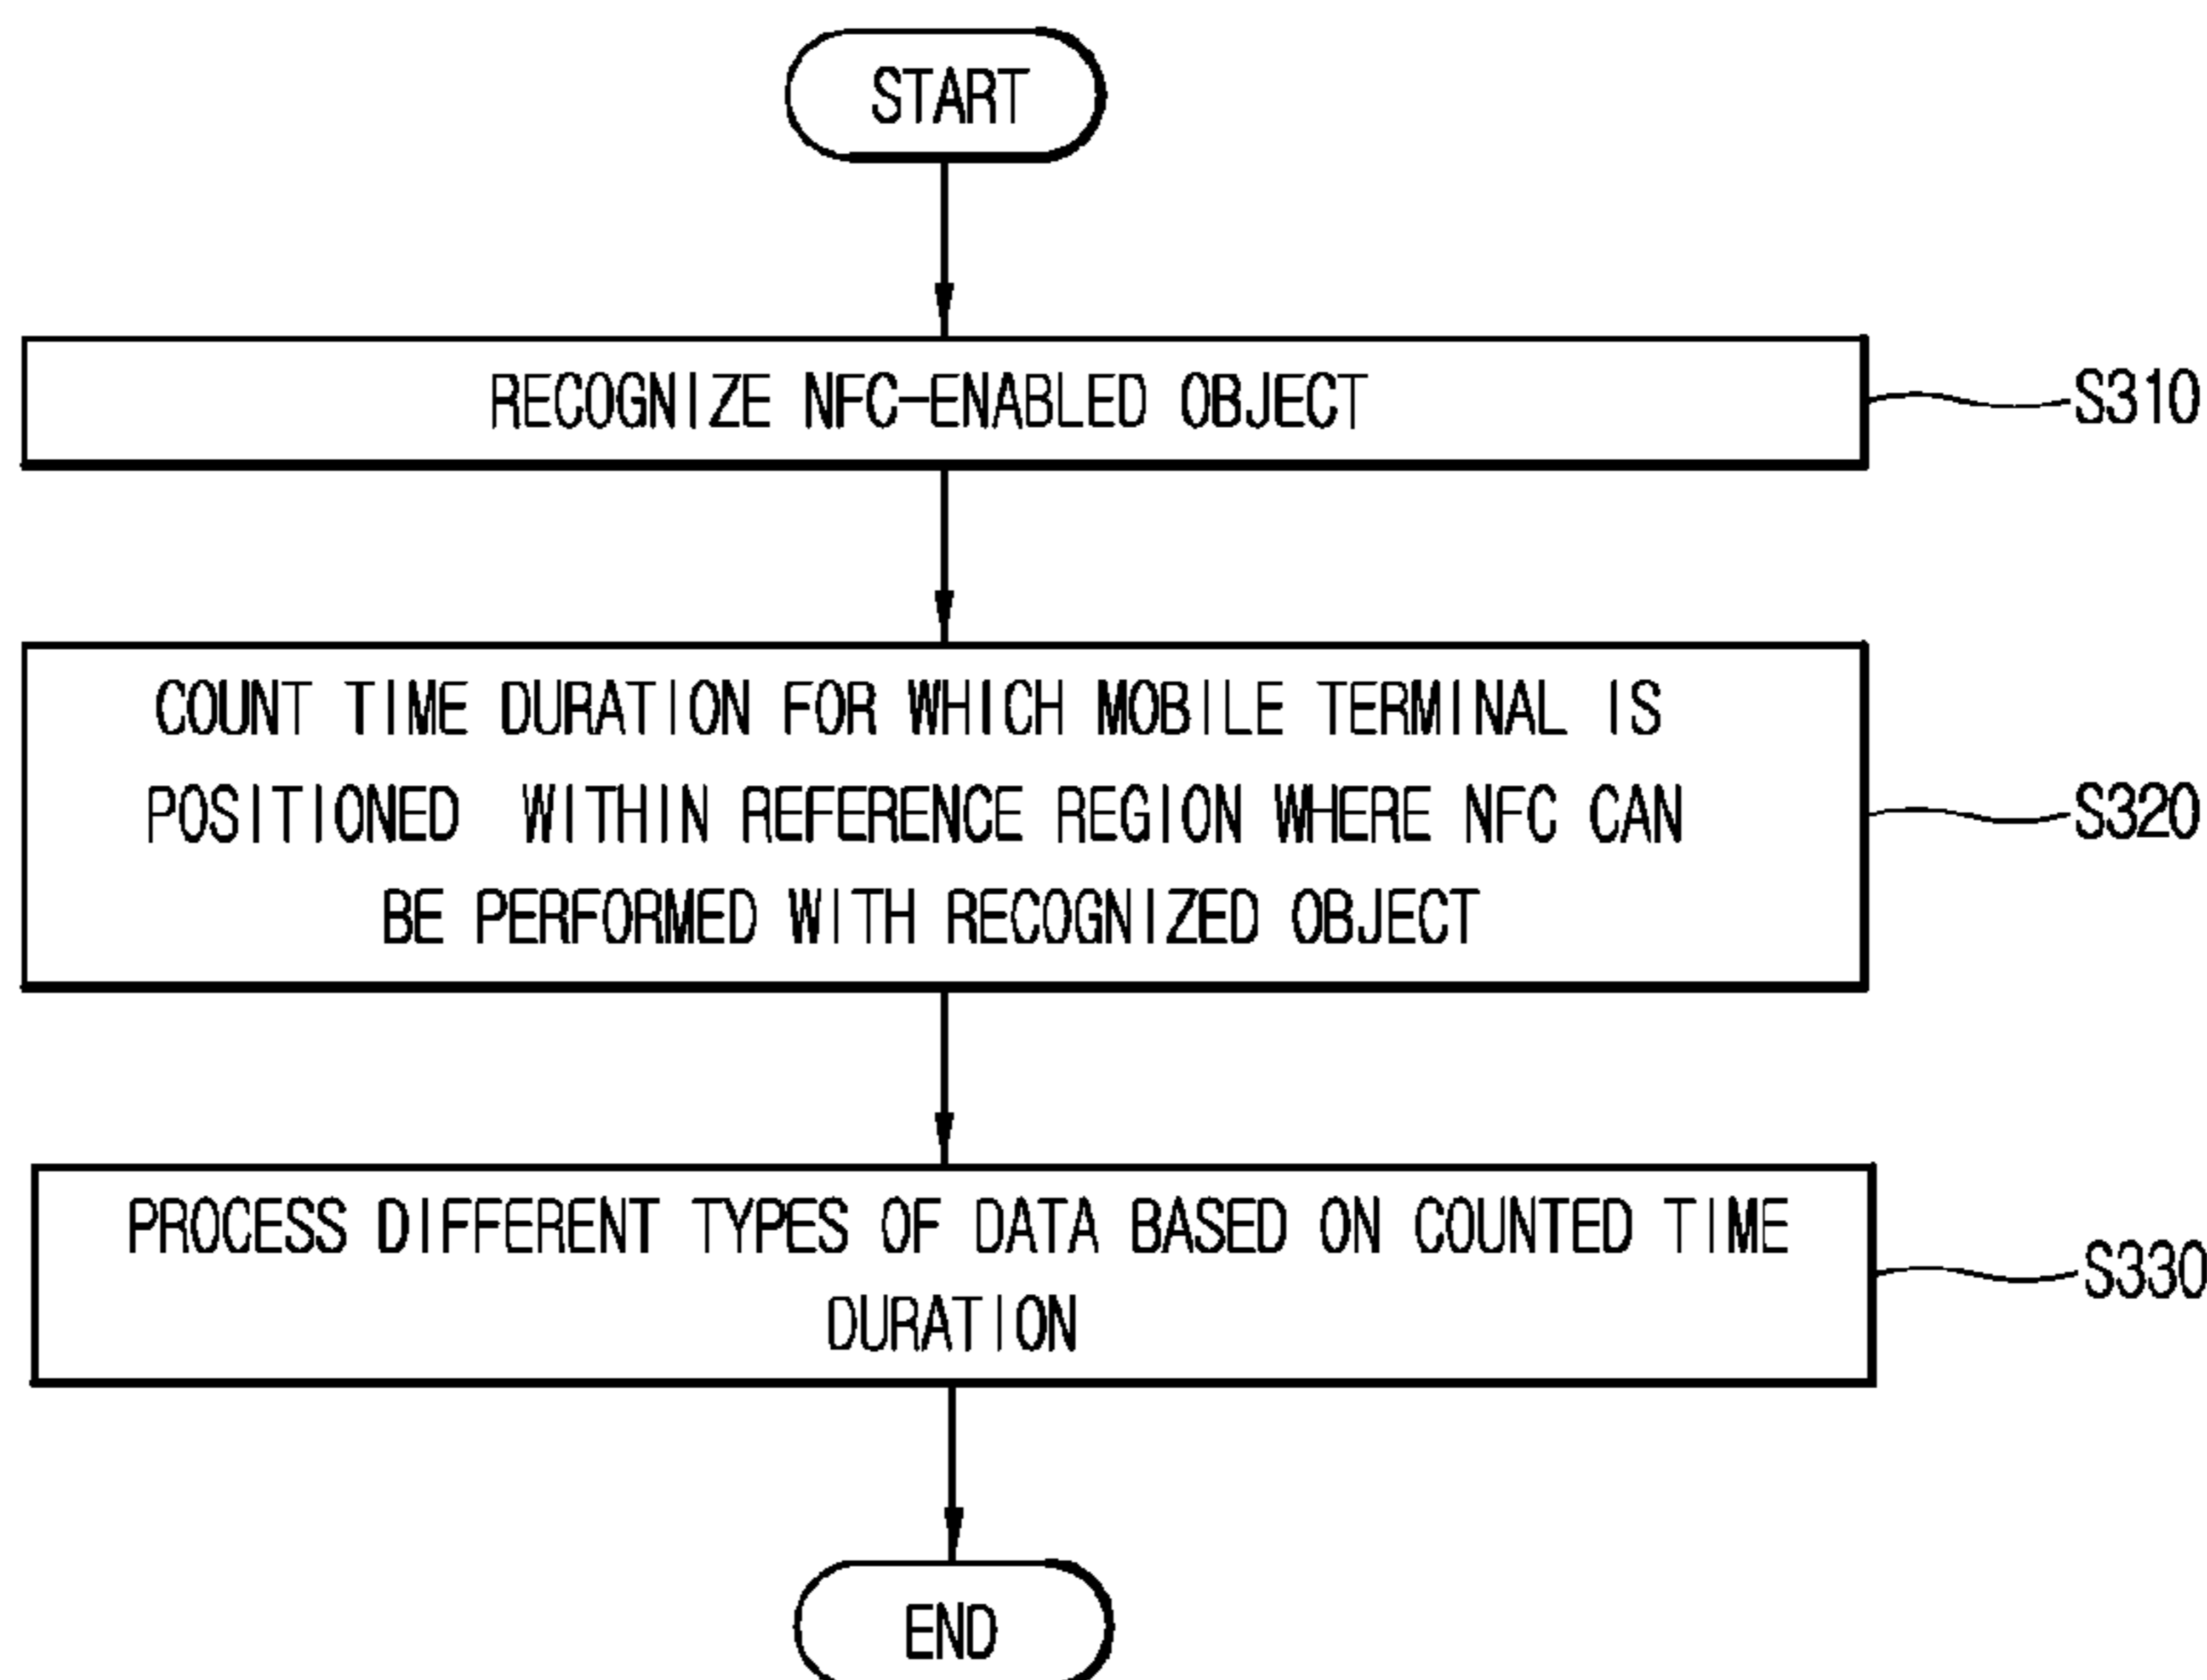 START
RECOGNIZE NFC-ENABLED OBJECT
S310
COUNT TIME DURATION FOR WHICH MOBILE TERMINAL IS
POSITIONED WITHIN REFERENCE REGION WHERE NFC CAN
BE PERFORMED WITH RECOGNIZED OBJECT
S320
PROCESS DIFFERENT TYPES OF DATA BASED ON COUNTED TIME
DURATION
S330
END